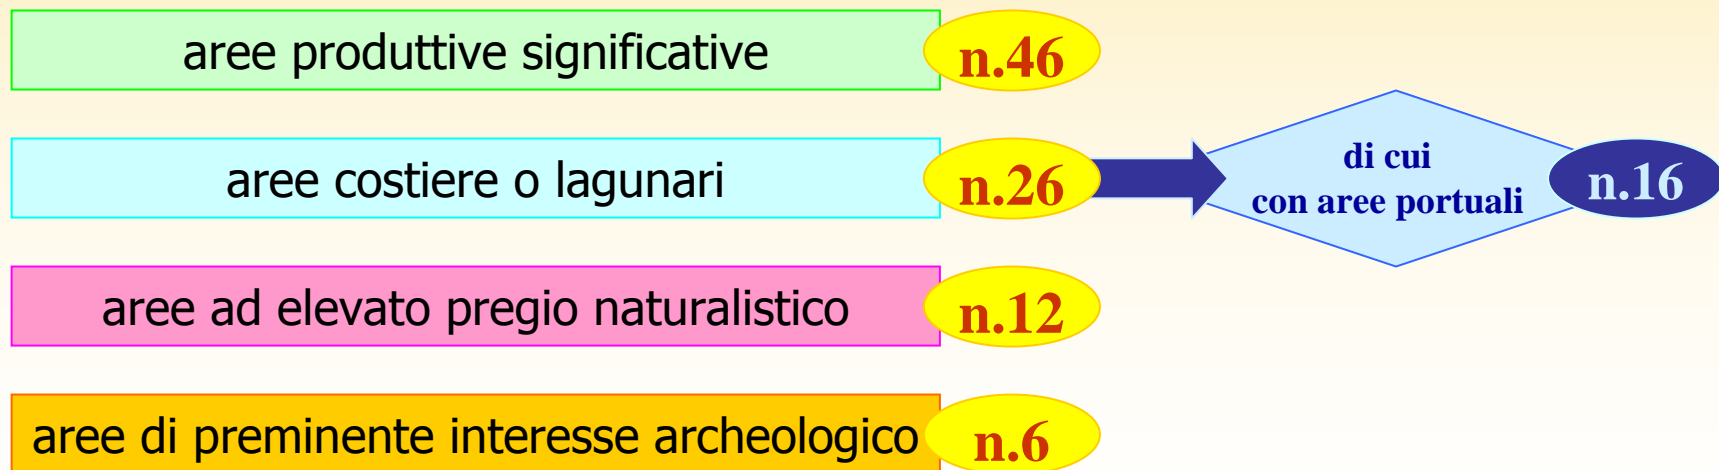 aree produttive significative n.46
aree costiere o lagunari n.26
di cui
con aree portuali
n.16
aree ad elevato pregio naturalistico n.12
aree di preminente interesse archeologico n.6